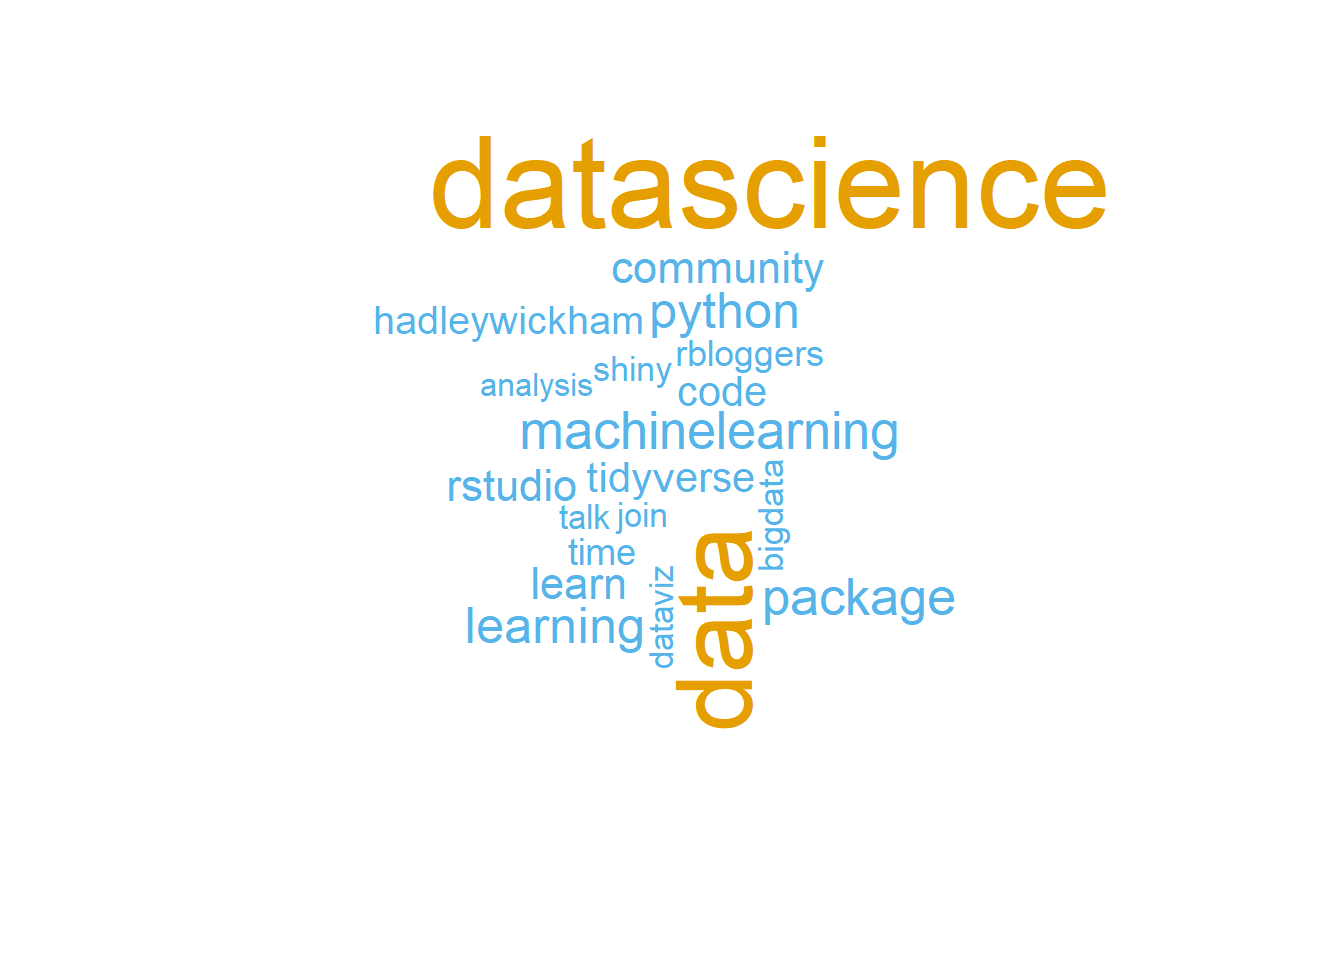 datascience
community
python
hadleywickham
rbloggers
shiny
analysis
code
machinelearning
tidyverse
rstudio
bigdata
talk
join
time
learn
dataviz
data
package
learning